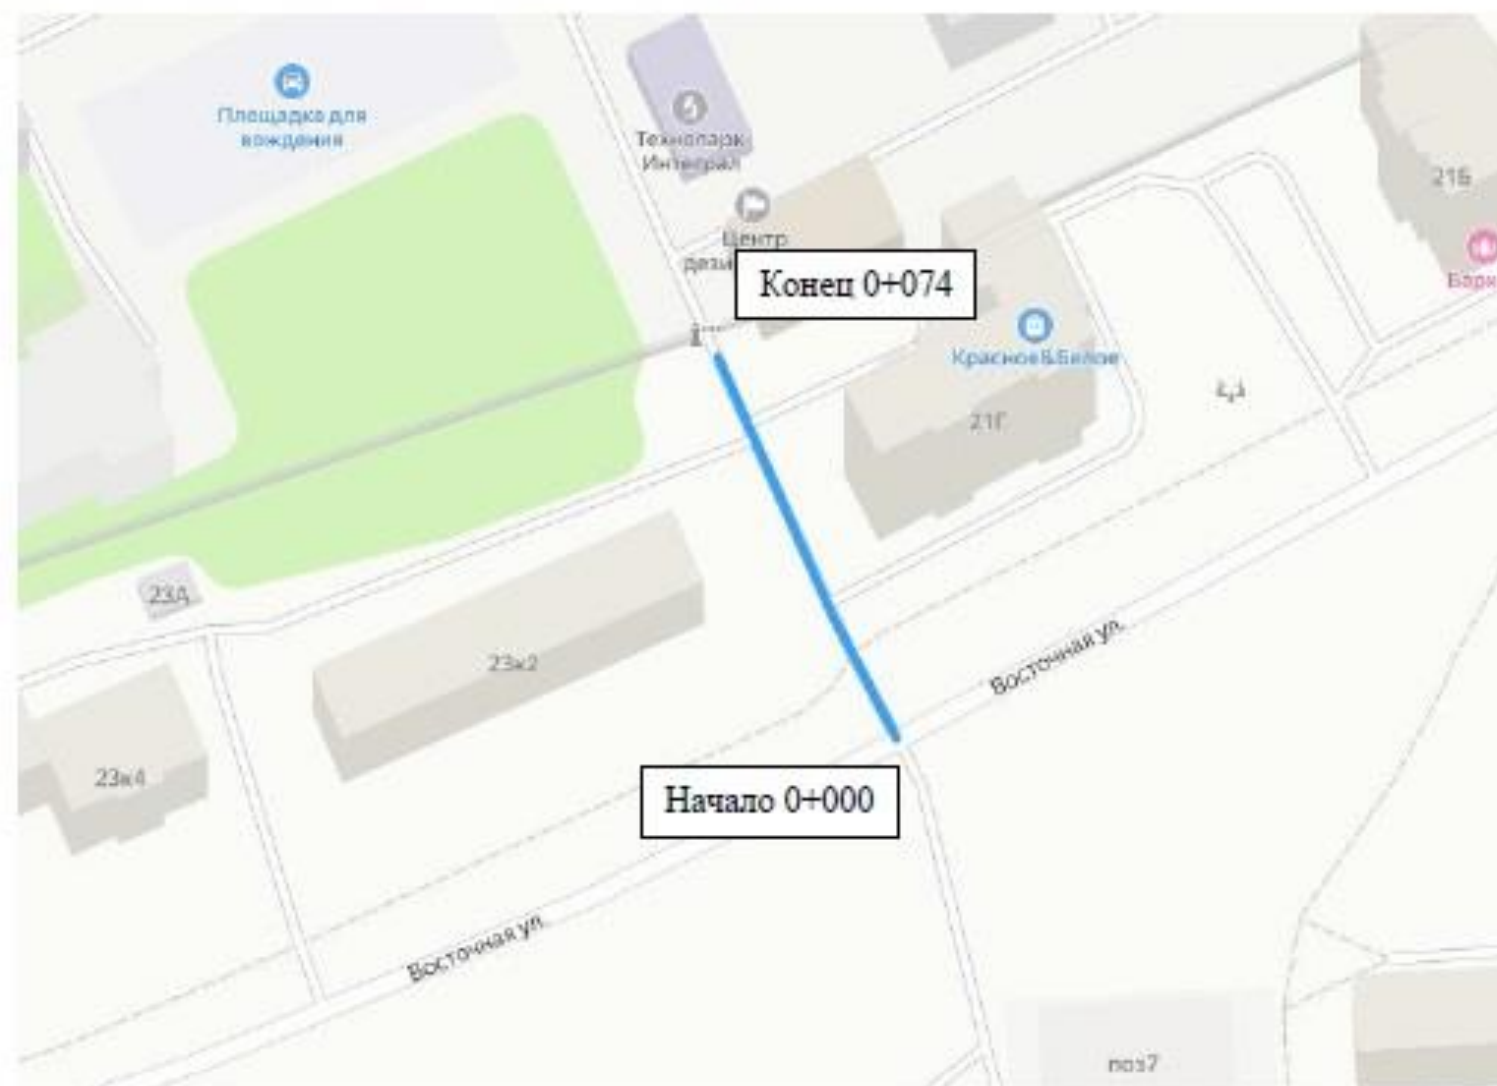 Площадка для
вождения
Технопарк
Интеграл
21Б
Центр
дези
Конец 0+074
Красное&Белое
21Г
23Д
23к2
Восточная ул.
23к4
Начало 0+000
Восточная ул.
поз7